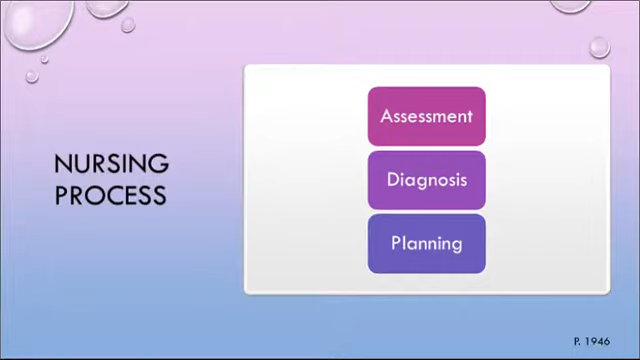 NURSING
PROCESS
Assessment
Diagnosis
Planning
P. 1946